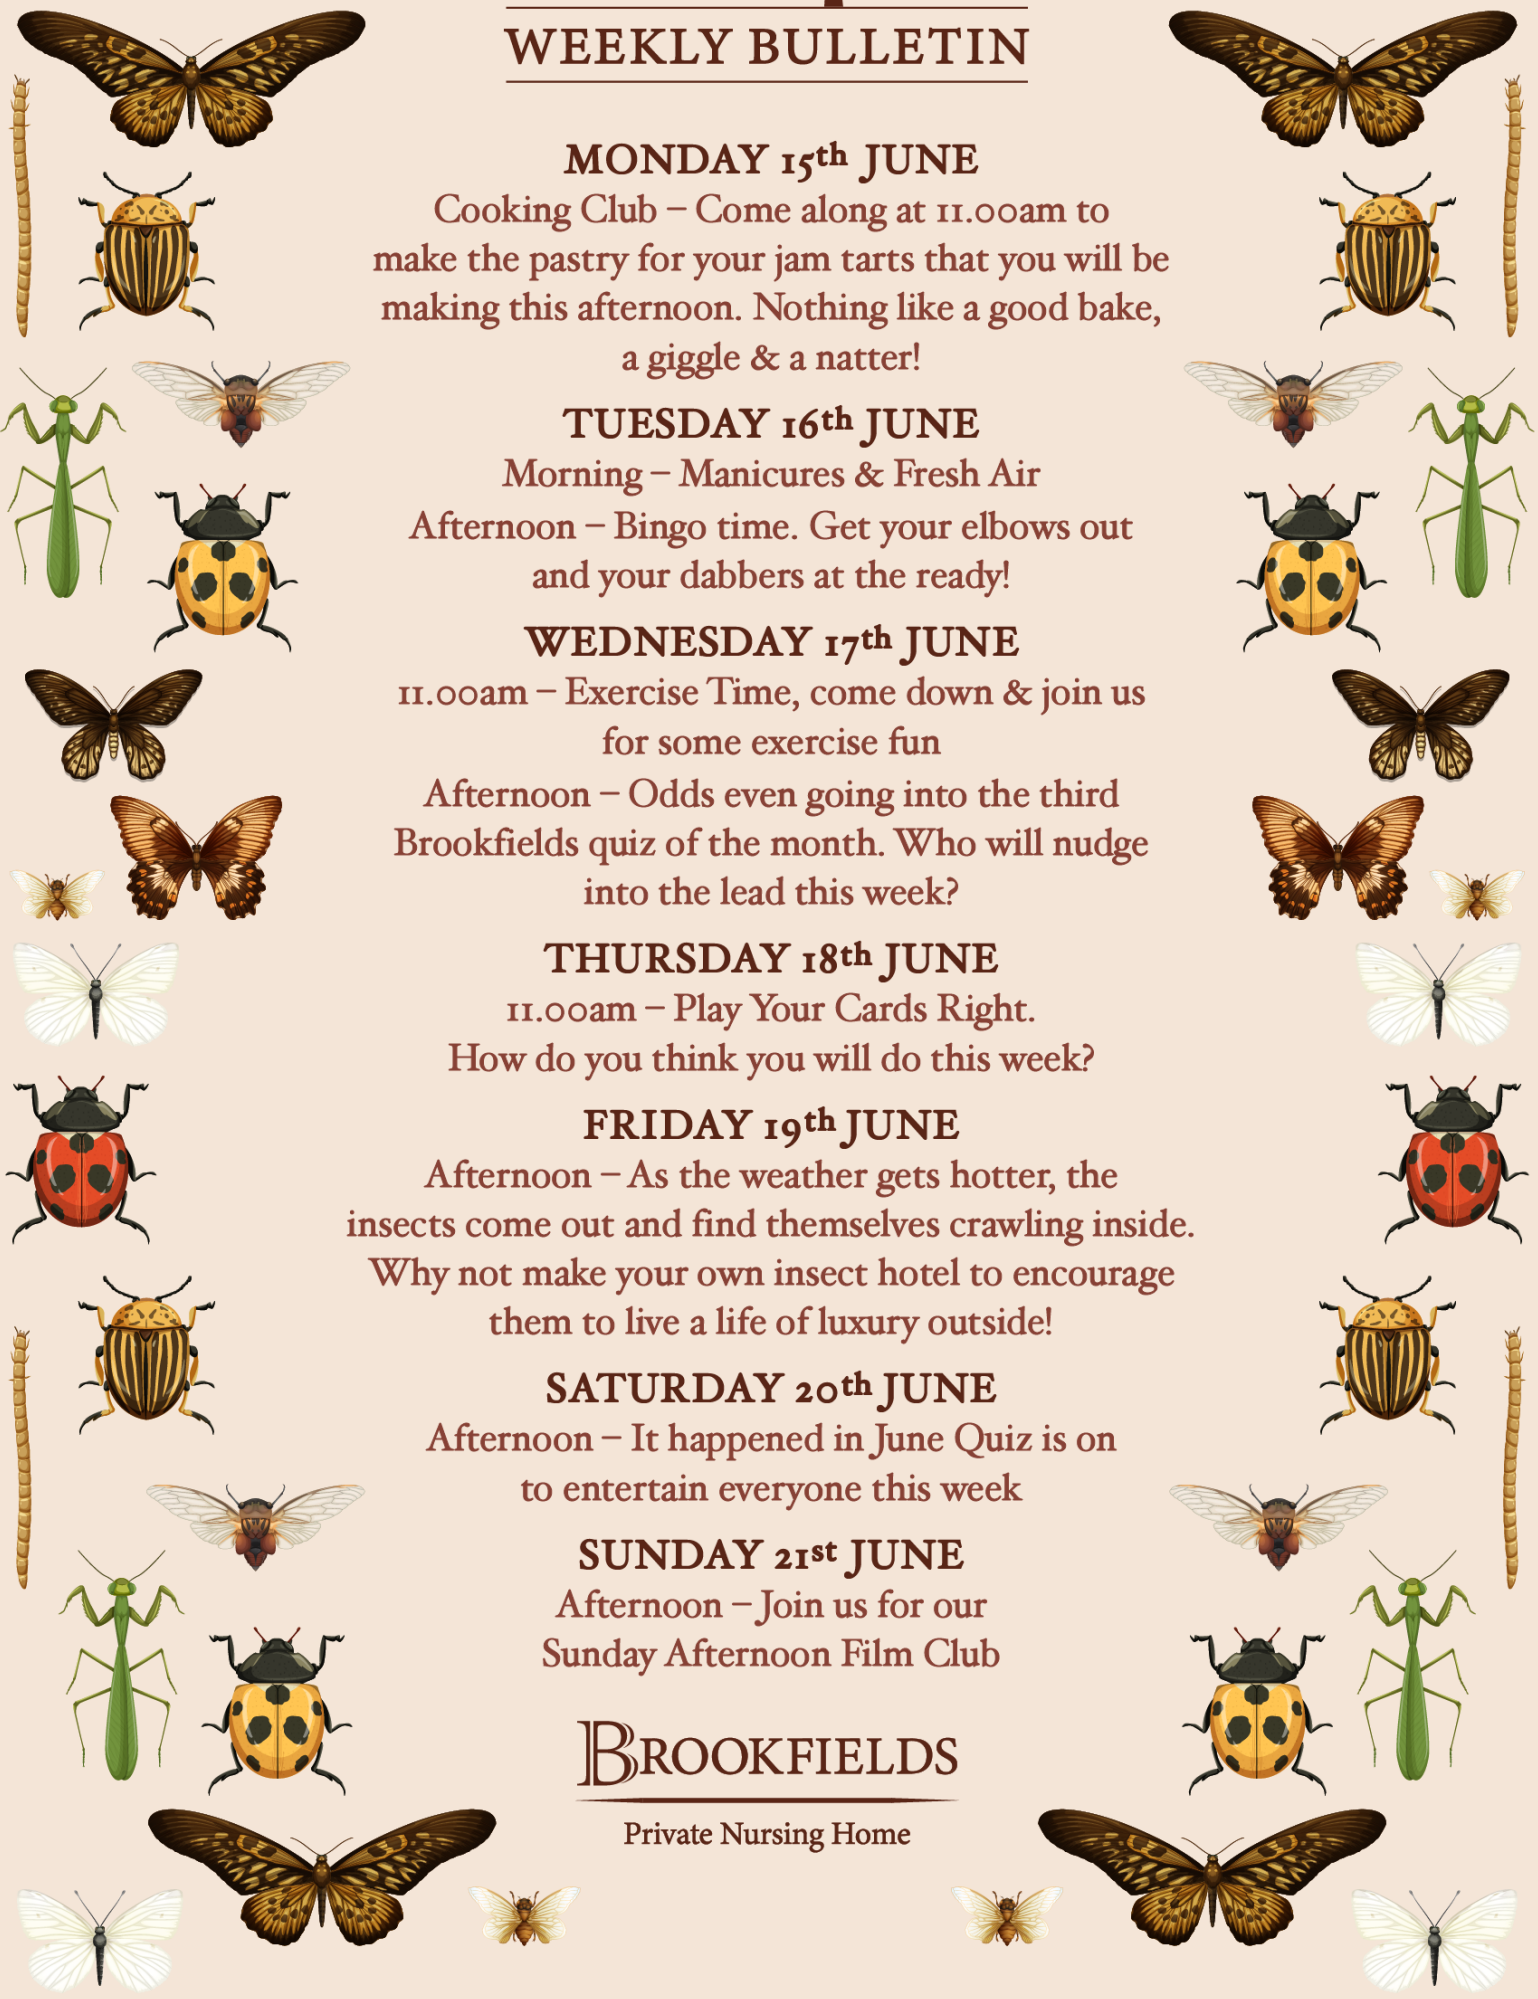 WEEKLY BULLETIN
MONDAY 15th JUNE
Cooking Club – Come along at 11.00am to
make the pastry for your jam tarts that you will be
making this afternoon. Nothing like a good bake,
a giggle & a natter!
TUESDAY 16th JUNE
Morning – Manicures & Fresh Air
Afternoon – Bingo time. Get your elbows out
and your dabbers at the ready!
WEDNESDAY 17th JUNE
11.00am – Exercise Time, come down & join us
for some exercise fun
Afternoon – Odds even going into the third
Brookfields quiz of the month. Who will nudge
into the lead this week?
THURSDAY 18th JUNE
11.00am – Play Your Cards Right.
How do you think you will do this week?
FRIDAY 19th JUNE
Afternoon – As the weather gets hotter, the
insects come out and find themselves crawling inside.
Why not make your own insect hotel to encourage
them to live a life of luxury outside!
SATURDAY 20th JUNE
Afternoon – It happened in June Quiz is on
to entertain everyone this week
SUNDAY 21st JUNE
Afternoon – Join us for our
Sunday Afternoon Film Club
BROOKFIELDS
Private Nursing Home